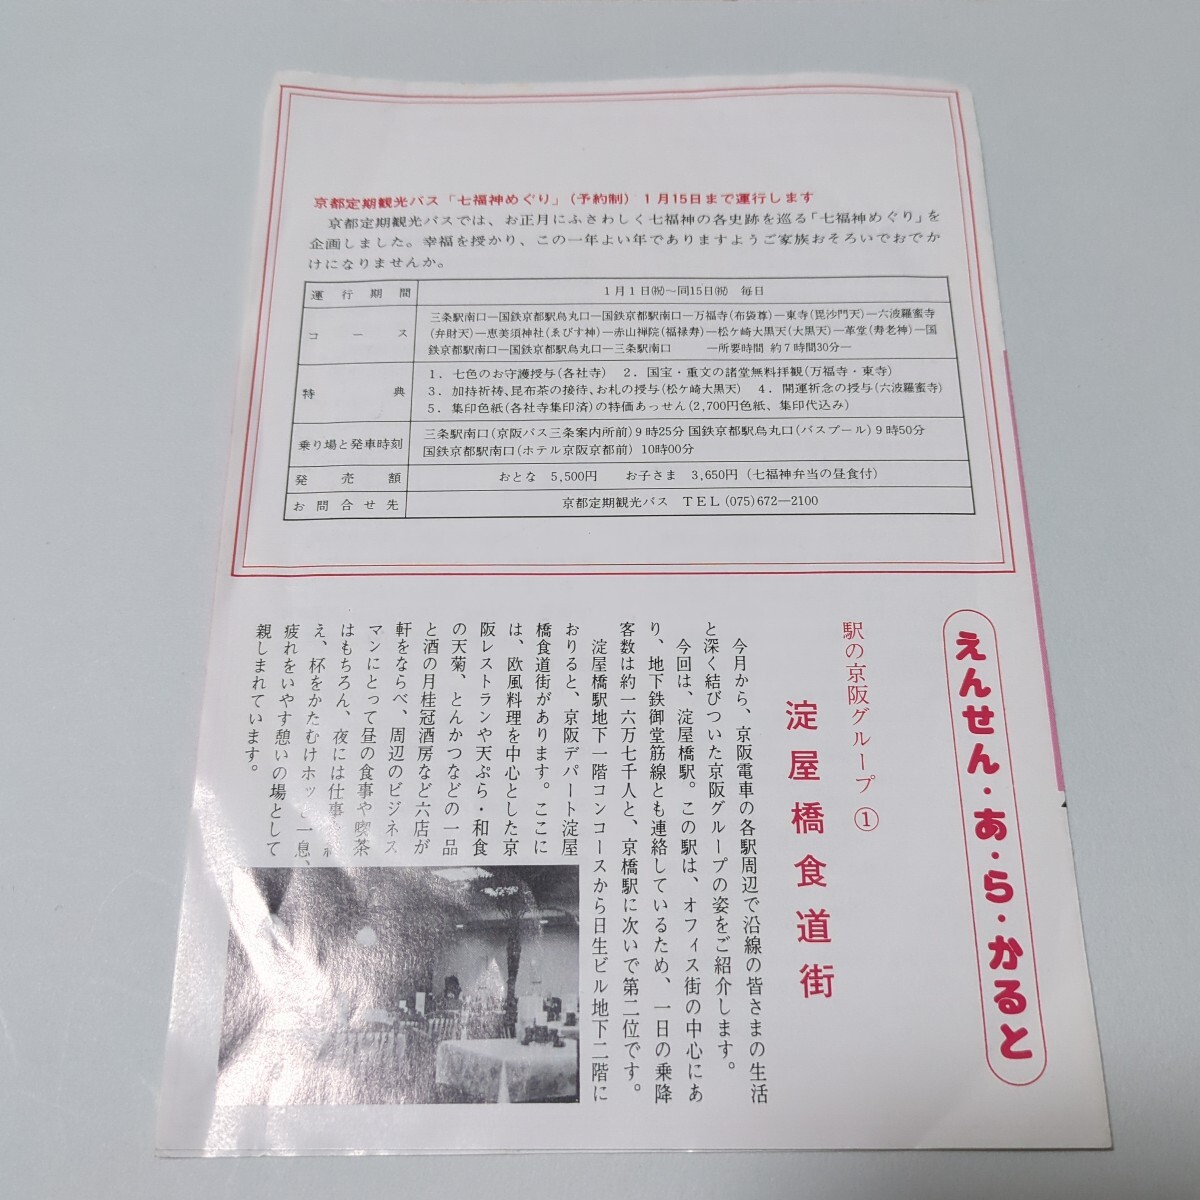 京都定期観光バス「七福神めぐり」(予約制) 1月15日まで運行します
京都定期観光バスでは、お正月にふさわしく七福神の各史跡を巡る「七福神めぐり」を
企画しました。幸福を授かり、この一年よい年でありますようご家族おそろいでおでか
けになりませんか。
運行期間 1月1日㈷〜同15日㈷ 毎日
コース 三条駅南口—国鉄京都駅烏丸口—国鉄京都駅南口—万福寺(布袋尊)—東寺(毘沙門天)—六波羅蜜寺
(弁財天)—恵美須神社(ゑびす神)—赤山禅院(福禄寿)—松ケ崎大黒天(大黒天)—革堂(寿老神)—国
鉄京都駅南口—国鉄京都駅烏丸口—三条駅南口 —所要時間 約7時間30分—
特典 1. 七色のお守護授与(各社寺) 2. 国宝・重文の諸堂無料拝観(万福寺・東寺)
3. 加持祈祷、昆布茶の接待、お札の授与(松ケ崎大黒天) 4. 開運祈念の授与(六波羅蜜寺)
5. 集印色紙(各社寺集印済)の特価あっせん(2,700円色紙、集印代込み)
乗り場と発車時刻 三条駅南口(京阪バス三条案内所前)9時25分 国鉄京都駅烏丸口(バスプール)9時50分
国鉄京都駅南口(ホテル京阪京都前) 10時00分
発売額 おとな 5,500円 お子さま 3,650円(七福神弁当の昼食付)
お問合せ先 京都定期観光バス TEL(075)672—2100
えんせん・あ・ら・かると
駅の京阪グループ①
淀屋橋食道街
今月から、京阪電車の各駅周辺で沿線の皆さまの生活
と深く結びついた京阪グループの姿をご紹介します。
今回は、淀屋橋駅。この駅は、オフィス街の中心にあ
り、地下鉄御堂筋線とも連絡しているため、一日の乗降
客数は約一六万七千人と、京橋駅に次いで第二位です。
淀屋橋駅地下一階コンコースから日生ビル地下二階に
おりると、京阪デパート淀屋
橋食道街があります。ここに
は、欧風料理を中心とした京
阪レストランや天ぷら・和食
の天菊、とんかつなどの一品
と酒の月桂冠酒房など六店が
軒をならべ、周辺のビジネス
マンにとって昼の食事や喫茶
はもちろん、夜には仕事
え、杯をかたむけホッと一息、
疲れをいやす憩いの場として
親しまれています。